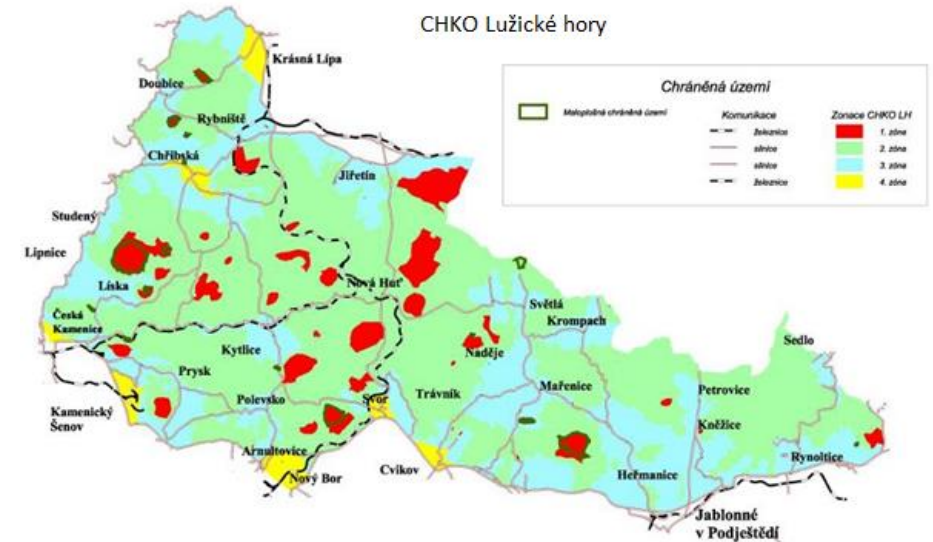 CHKO Lužické hory
Chráněná území
Maloplošná chráněná území
Komunikace
železnice
silnice
silnice
železnice
Zonace CHKO LH
1. zóna
2. zóna
3. zóna
4. zóna
Krásná Lípa
Doubice
Rybniště
Chřibská
Jiřetín
Studený
Lipnice
Líska
Nová Huť
Česká
Kamenice
Světlá
Krompach
Sedlo
Kytlice
Naděje
Prysk
Mařenice
Petrovice
Polevsko
Svor
Trávník
Kamenický
Šenov
Kněžice
Arnultovice
Rynoltice
Nový Bor
Cvikov
Heřmanice
Jablonné
v Podještědí